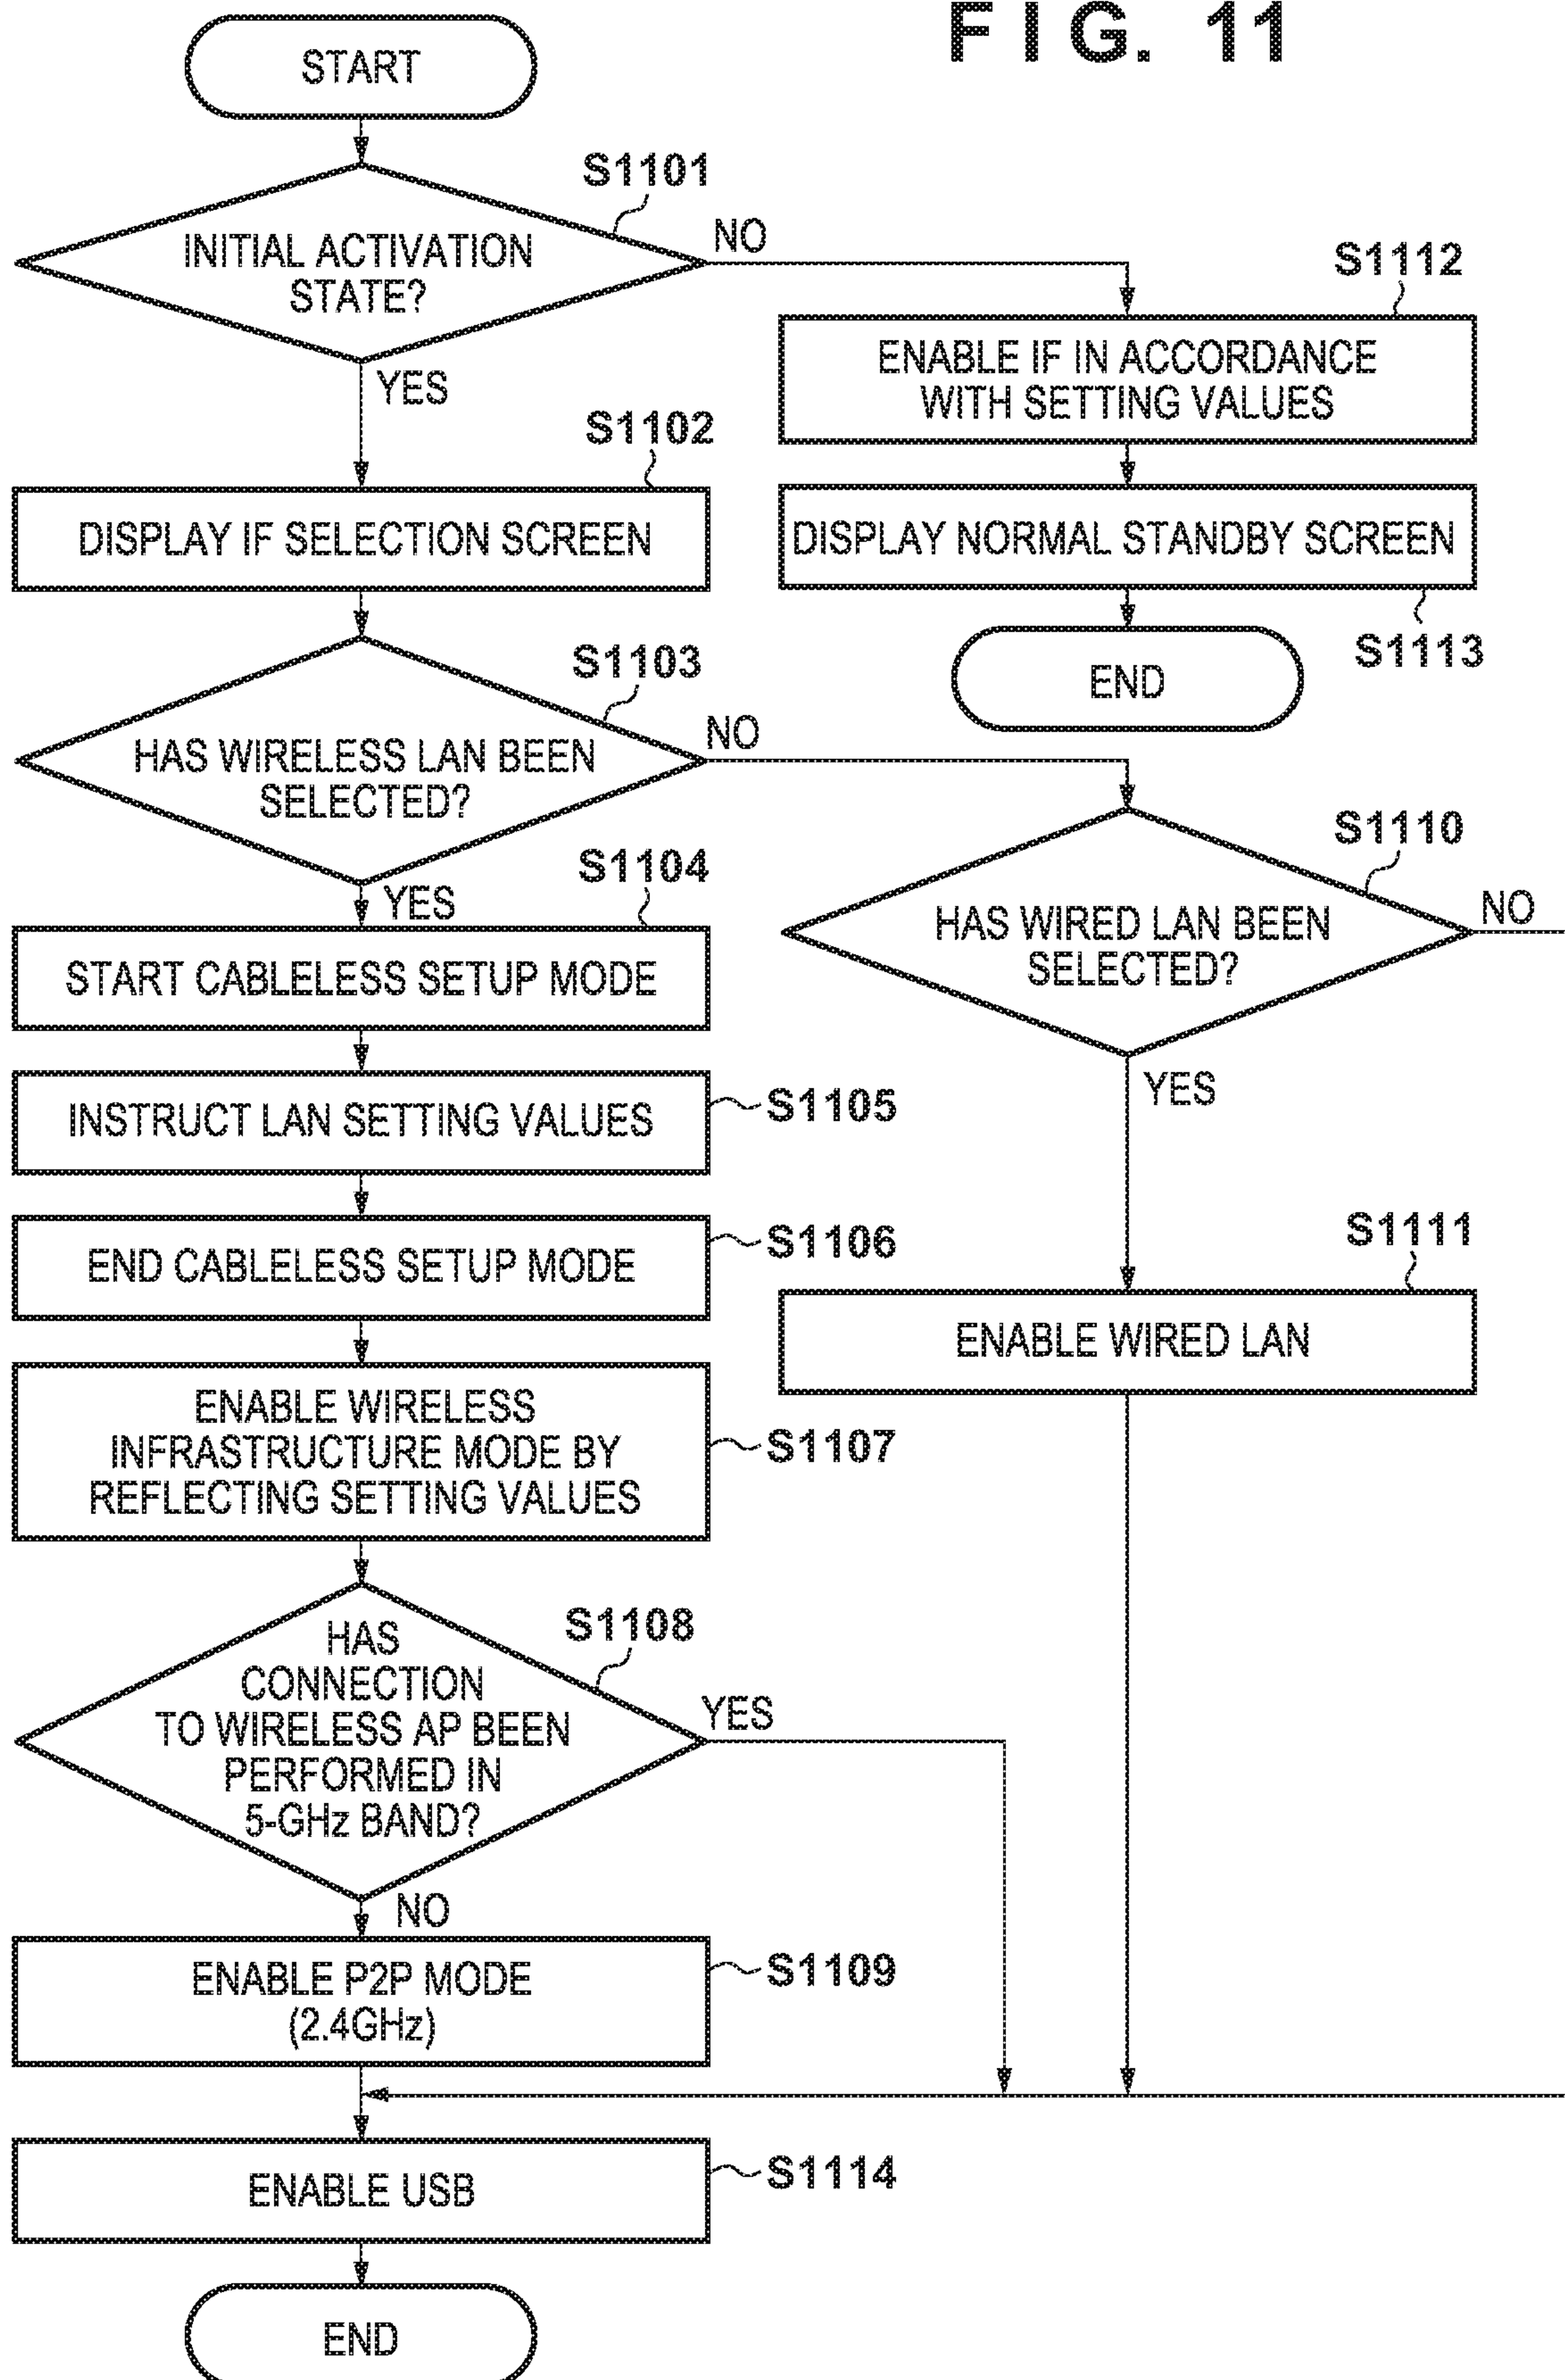 FIG. 11
START
S1101
INITIAL ACTIVATION
STATE?
NO
YES
S1112
ENABLE IF IN ACCORDANCE
WITH SETTING VALUES
S1102
DISPLAY IF SELECTION SCREEN
DISPLAY NORMAL STANDBY SCREEN
S1113
END
S1103
HAS WIRELESS LAN BEEN
SELECTED?
NO
YES
S1110
HAS WIRED LAN BEEN
SELECTED?
NO
YES
S1104
START CABLELESS SETUP MODE
INSTRUCT LAN SETTING VALUES
S1105
END CABLELESS SETUP MODE
S1106
S1111
ENABLE WIRED LAN
ENABLE WIRELESS
INFRASTRUCTURE MODE BY
REFLECTING SETTING VALUES
S1107
S1108
HAS
CONNECTION
TO WIRELESS AP BEEN
PERFORMED IN
5-GHz BAND?
YES
NO
ENABLE P2P MODE
(2.4GHz)
S1109
ENABLE USB
S1114
END